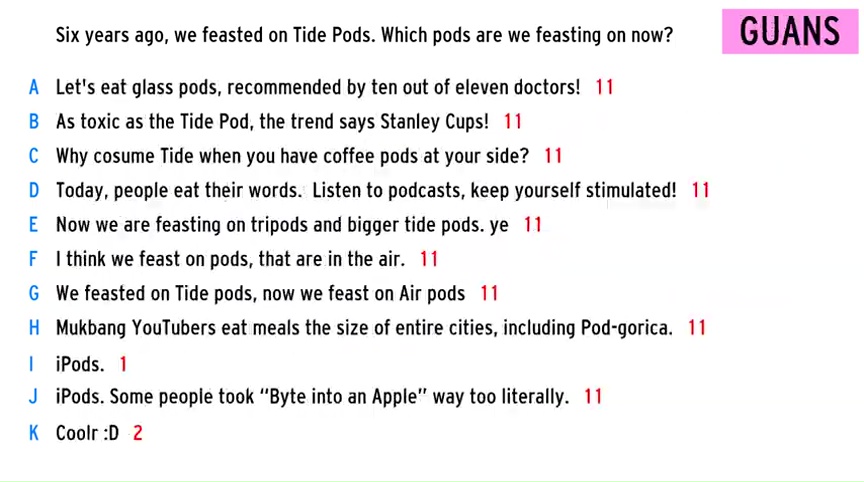 Six years ago, we feasted on Tide Pods. Which pods are we feasting on now?
GUANS
A Let's eat glass pods, recommended by ten out of eleven doctors! 11
B As toxic as the Tide Pod, the trend says Stanley Cups! 11
C Why cosume Tide when you have coffee pods at your side? 11
D Today, people eat their words. Listen to podcasts, keep yourself stimulated! 11
E Now we are feasting on tripods and bigger tide pods. ye 11
F I think we feast on pods, that are in the air. 11
G We feasted on Tide pods, now we feast on Air pods 11
H Mukbang YouTubers eat meals the size of entire cities, including Pod-gorica. 11
I iPods. 1
J iPods. Some people took “Byte into an Apple” way too literally. 11
K Coolr :D 2